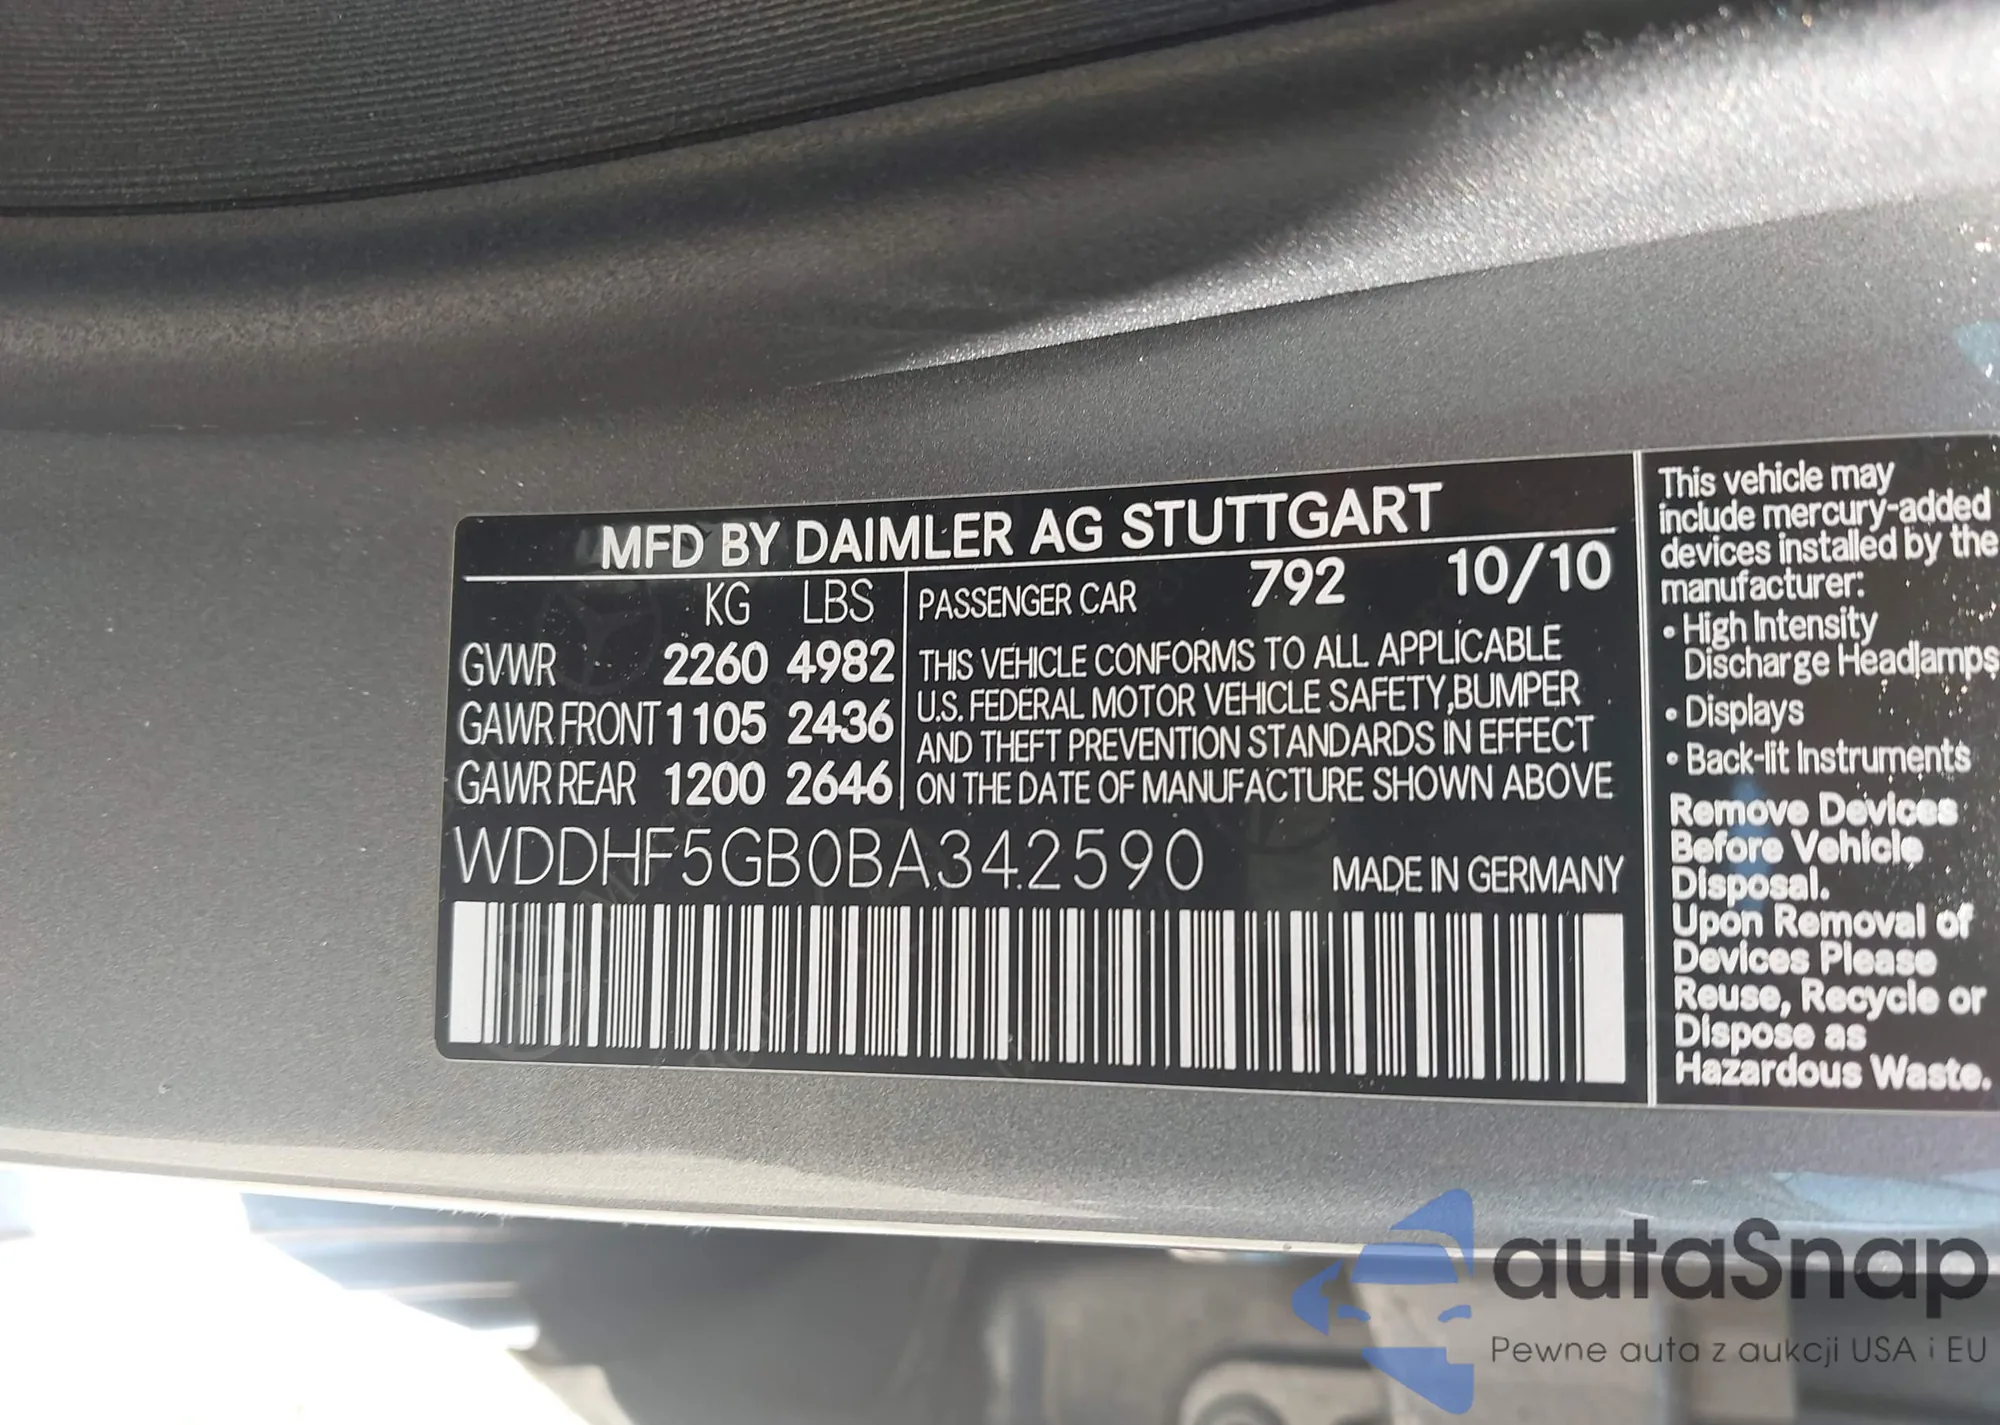 MFD BY DAIMLER AG STUTTGART
KG LBS
GVWR 2260 4982
GAWR FRONT 1105 2436
GAWR REAR 1200 2646
PASSENGER CAR 792 10/10
THIS VEHICLE CONFORMS TO ALL APPLICABLE
U.S. FEDERAL MOTOR VEHICLE SAFETY, BUMPER
AND THEFT PREVENTION STANDARDS IN EFFECT
ON THE DATE OF MANUFACTURE SHOWN ABOVE
WDDHF5GB0BA342590
MADE IN GERMANY
This vehicle may
include mercury-added
devices installed by the
manufacturer:
• High Intensity
Discharge Headlamps
• Displays
• Back-lit Instruments
Remove Devices
Before Vehicle
Disposal.
Upon Removal of
Devices Please
Reuse, Recycle or
Dispose as
Hazardous Waste.
autaSnap
Pewne auta z aukcji USA i EU